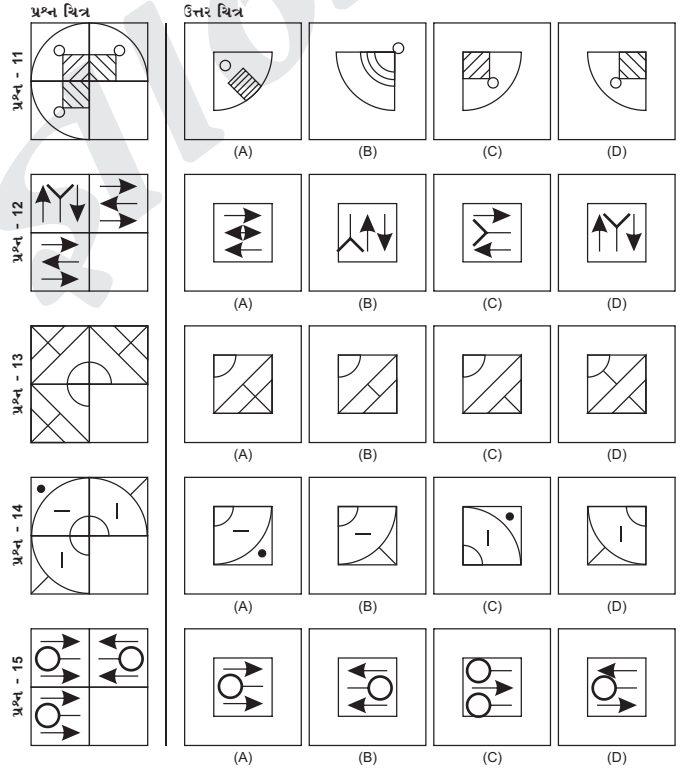 પ્રશ્ન ચિત્ર
ઉત્તર ચિત્ર
પ્રશ્ન - 11
(A) (B) (C) (D)
પ્રશ્ન - 12
(A) (B) (C) (D)
પ્રશ્ન - 13
(A) (B) (C) (D)
પ્રશ્ન - 14
(A) (B) (C) (D)
પ્રશ્ન - 15
(A) (B) (C) (D)